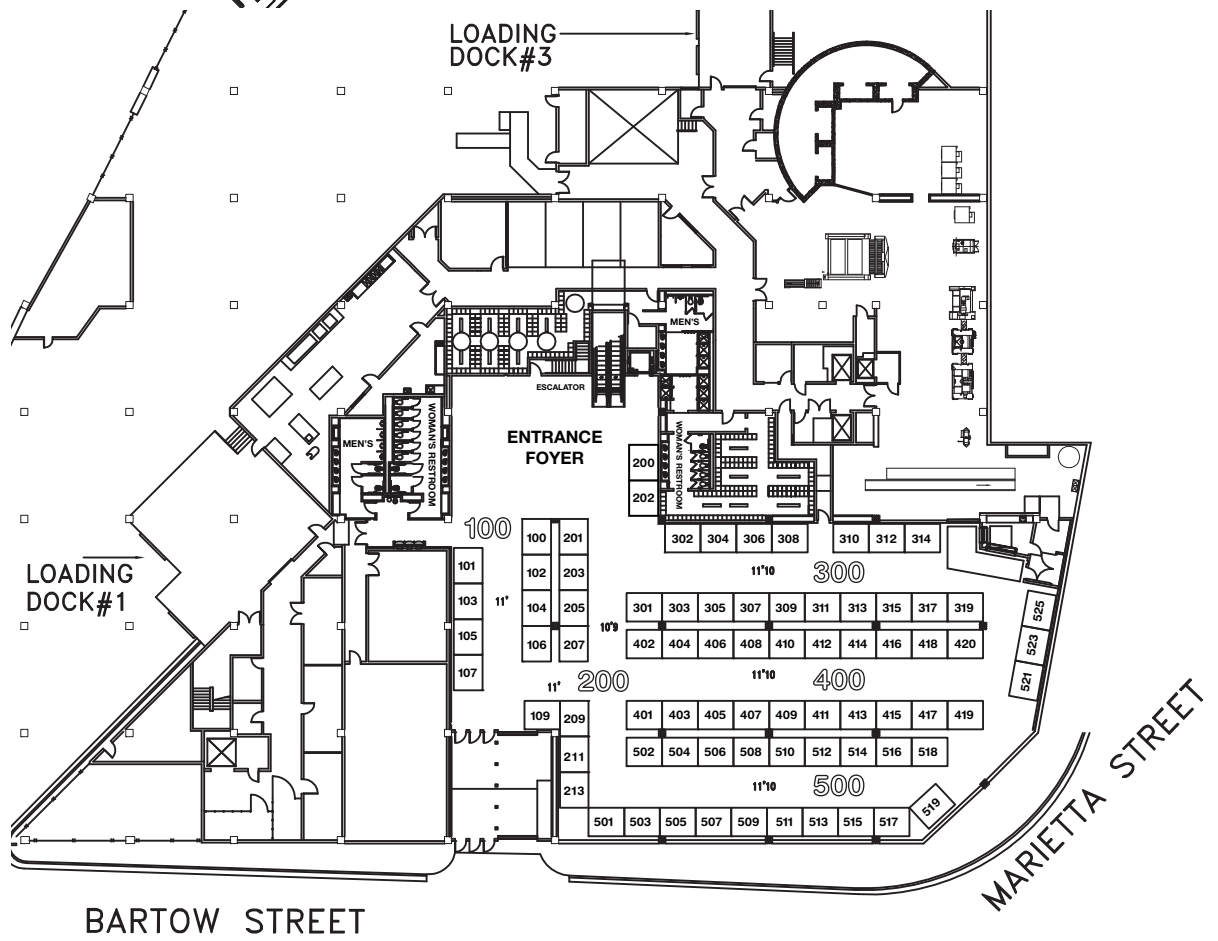 LOADING
DOCK#3
MEN'S
ESCALATOR
MEN'S
WOMAN'S RESTROOM
ENTRANCE
FOYER
WOMAN'S RESTROOM
200
202
100
100 201
302 304 306 308 310 312 314
101
102 203
11'10
300
LOADING
DOCK#1
103
11'
104 205
301 303 305 307 309 311 313 315 317 319
525
10'9
105
106 207
402 404 406 408 410 412 414 416 418 420
523
107
11'
200
11'10
400
521
109 209
401 403 405 407 409 411 413 415 417 419
211
502 504 506 508 510 512 514 516 518
213
11'10
500
501 503 505 507 509 511 513 515 517
519
MARIETTA STREET
BARTOW STREET